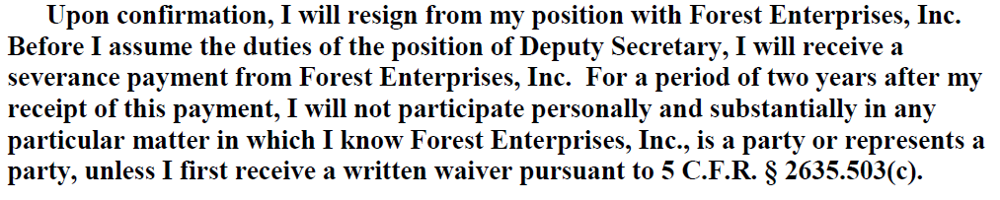 Upon confirmation, I will resign from my position with Forest Enterprises, Inc.
Before I assume the duties of the position of Deputy Secretary, I will receive a
severance payment from Forest Enterprises, Inc.  For a period of two years after my
receipt of this payment, I will not participate personally and substantially in any
particular matter in which I know Forest Enterprises, Inc., is a party or represents a
party, unless I first receive a written waiver pursuant to 5 C.F.R. § 2635.503(c).